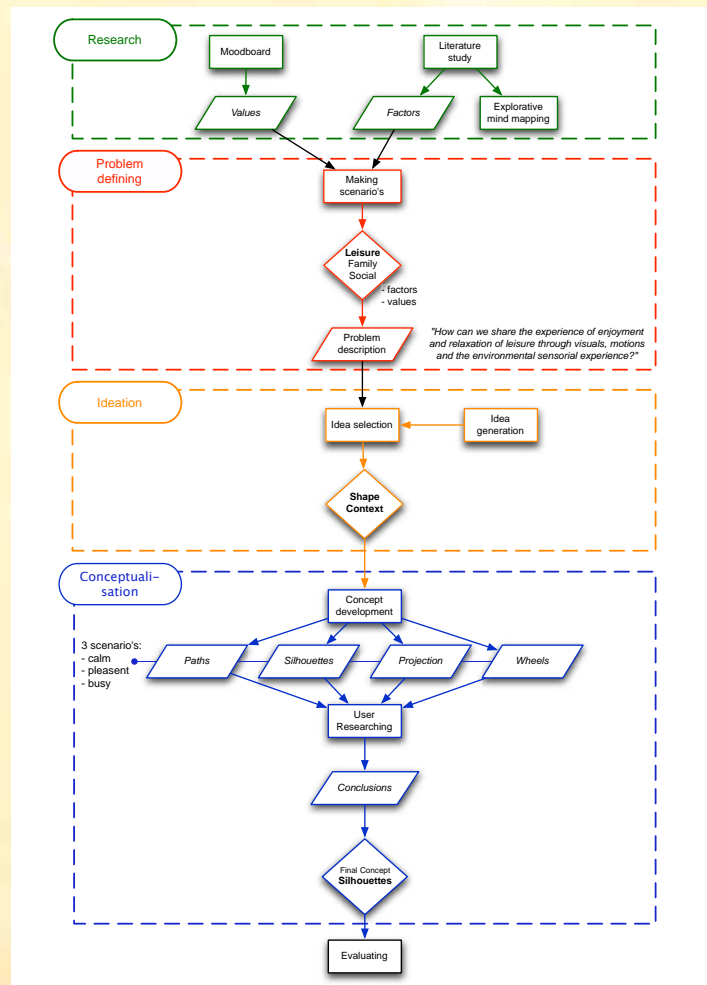 Research
Moodboard
Literature
study
Values
Factors
Explorative
mind mapping
Problem
defining
Making
scenario's
Leisure
Family
Social
- factors
- values
Problem
description
"How can we share the experience of enjoyment
and relaxation of leisure through visuals, motions
and the environmental sensorial experience?"
Ideation
Idea selection
Idea
generation
Shape
Context
Conceptuali-
sation
Concept
development
3 scenario's:
- calm
- pleasent
- busy
Paths
Silhouettes
Projection
Wheels
User
Researching
Conclusions
Final Concept
Silhouettes
Evaluating